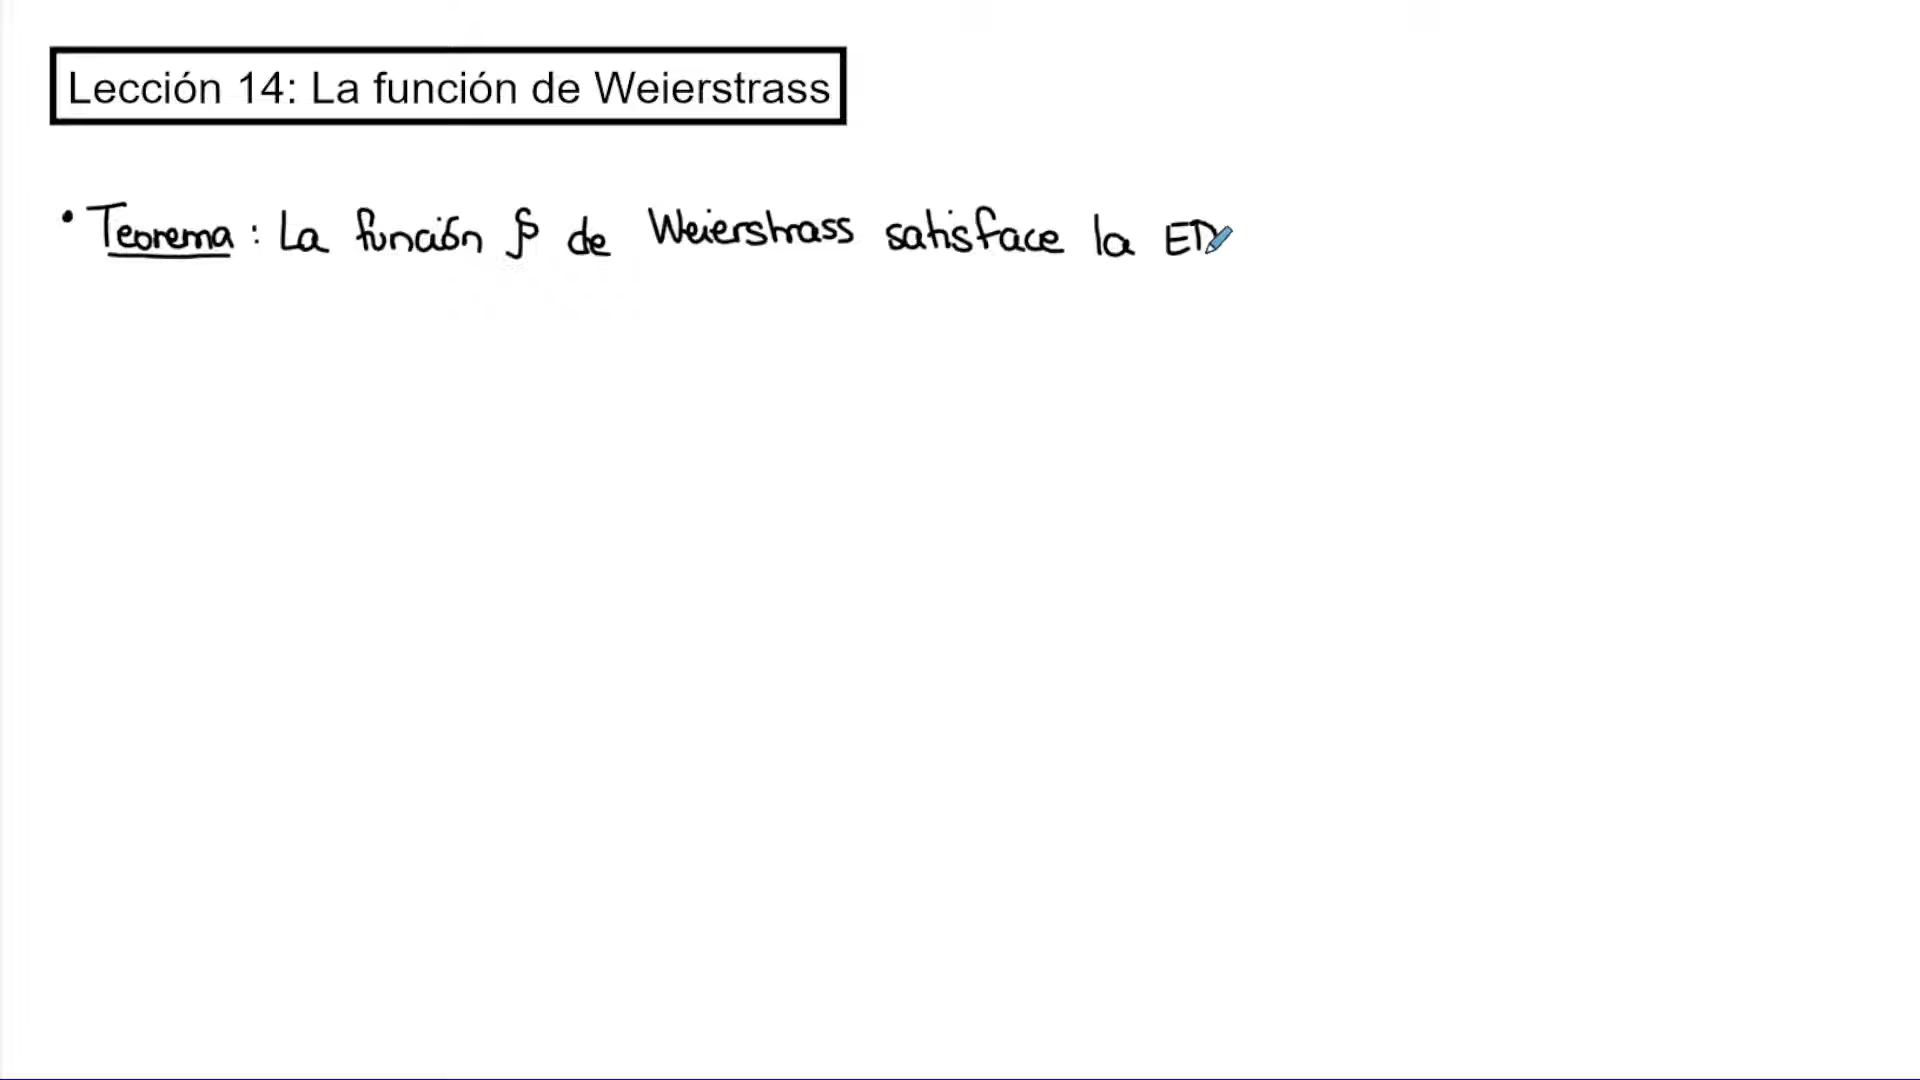 Lección 14: La función de Weierstrass
• Teorema : La función ℘ de Weierstrass satisface la ED